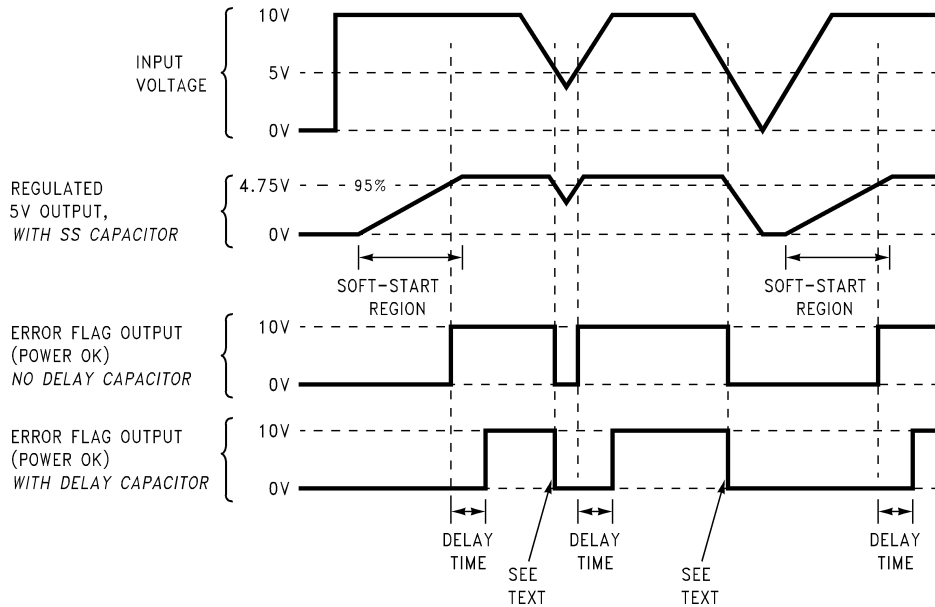 10V
INPUT
VOLTAGE
5V
0V
REGULATED
5V OUTPUT,
WITH SS CAPACITOR
4.75V
95%
0V
SOFT-START
REGION
SOFT-START
REGION
ERROR FLAG OUTPUT
(POWER OK)
NO DELAY CAPACITOR
10V
0V
ERROR FLAG OUTPUT
(POWER OK)
WITH DELAY CAPACITOR
10V
0V
DELAY
TIME
SEE
TEXT
DELAY
TIME
SEE
TEXT
DELAY
TIME